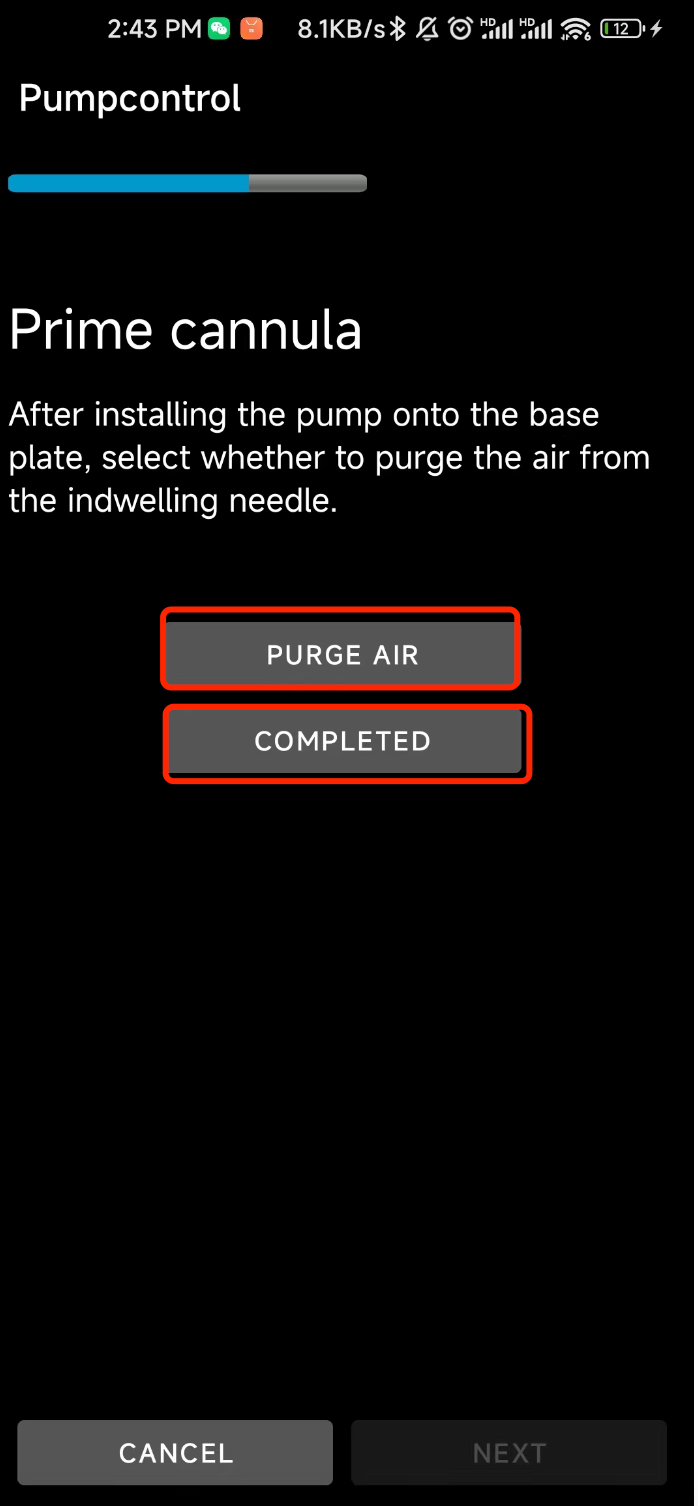 2:43 PM 8.1KB/s HD HD 6 12
Pumpcontrol
Prime cannula
After installing the pump onto the base
plate, select whether to purge the air from
the indwelling needle.
PURGE AIR
COMPLETED
CANCEL NEXT